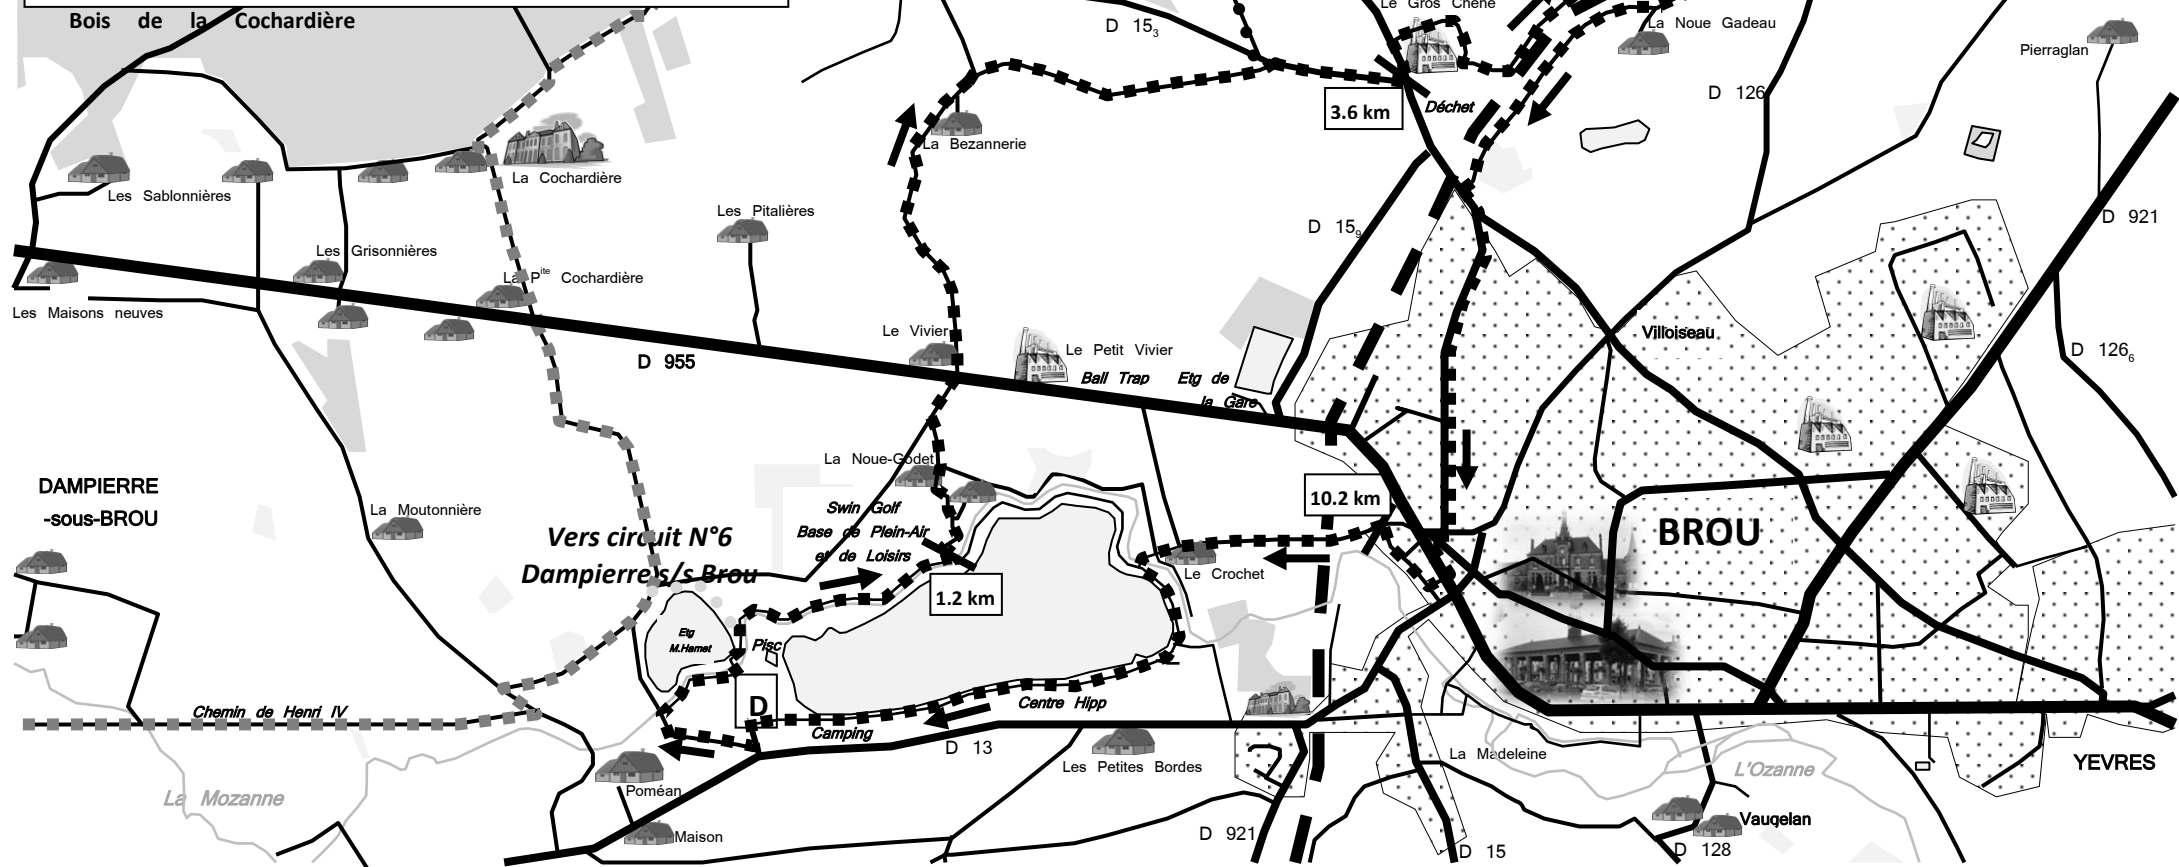 Bois de la Cochardière
Le Gros Chêne
D 15₃
La Noue Gadeau
Pierraglan
D 126
3.6 km
Déchet
La Bezannerie
La Cochardière
Les Sablonnières
Les Pitalières
D 15₉
D 921
Les Grisonnières
La Pite Cochardière
Les Maisons neuves
Le Vivier
Villoiseau
D 955
Le Petit Vivier
D 126₆
Ball Trap
Etg de
la Gare
La Noue-Godet
DAMPIERRE
-sous-BROU
10.2 km
La Moutonnière
Swin Golf
Base de Plein-Air
et de Loisirs
Vers circuit N°6
Dampierre s/s Brou
BROU
Le Crochet
1.2 km
Etg
M.Hamet
Pisc
D
Centre Hipp
Chemin de Henri IV
Camping
D 13
La Madeleine
Les Petites Bordes
YEVRES
L'Ozanne
La Mozanne
Poméan
Maison
D 921
Vauqelan
D 15
D 128